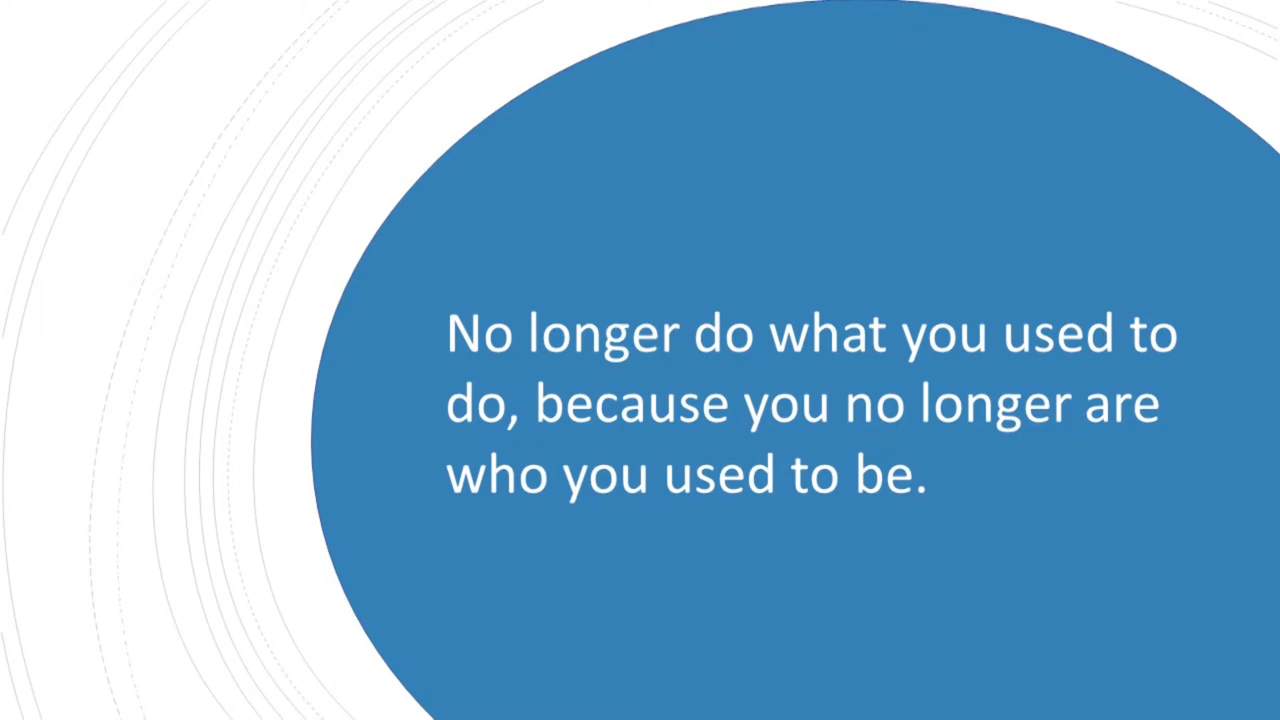 No longer do what you used to
do, because you no longer are
who you used to be.